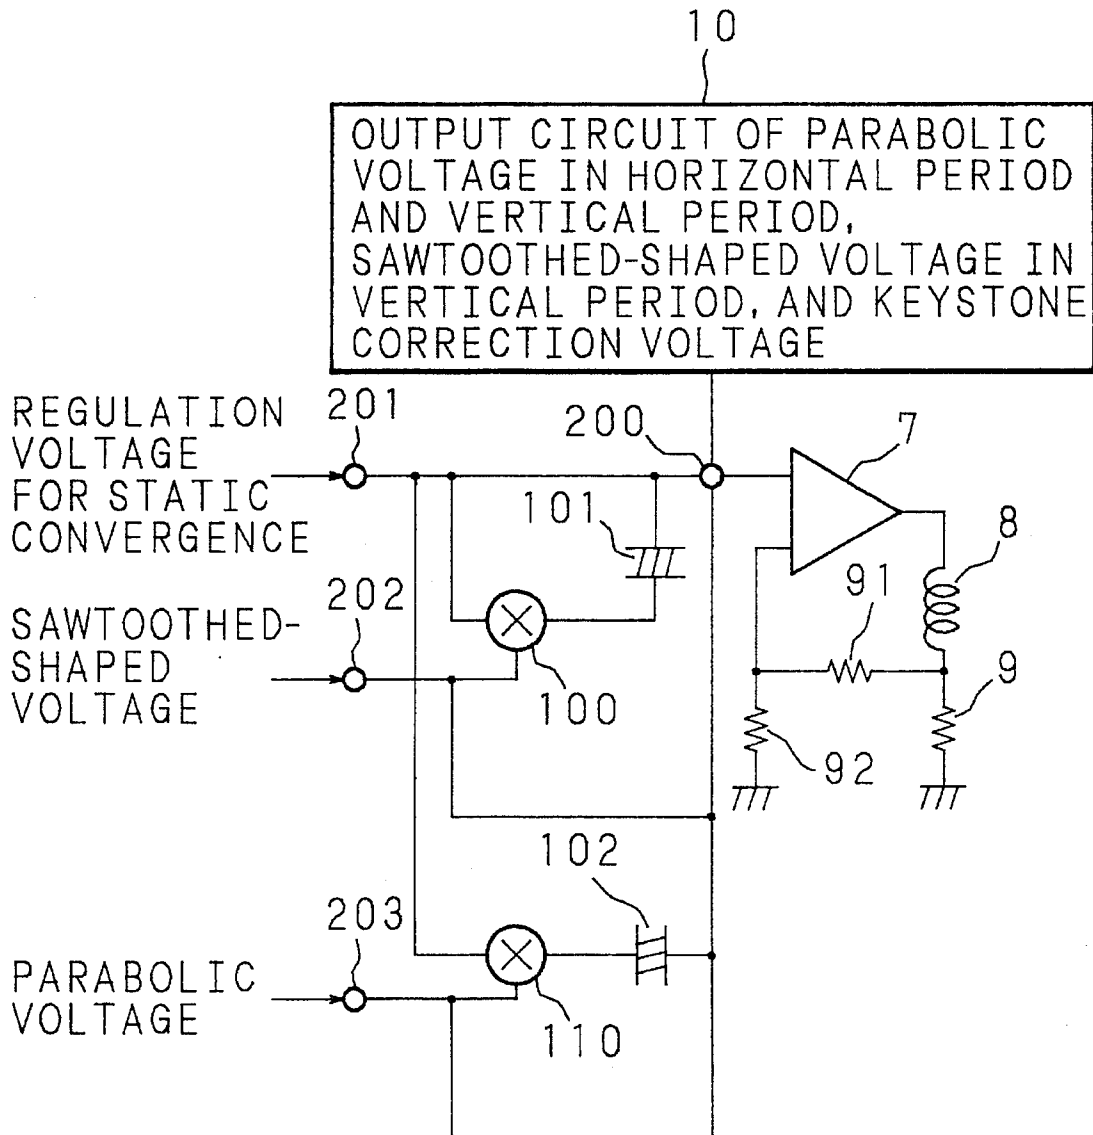 10
OUTPUT CIRCUIT OF PARABOLIC
VOLTAGE IN HORIZONTAL PERIOD
AND VERTICAL PERIOD,
SAWTOOTHED-SHAPED VOLTAGE IN
VERTICAL PERIOD, AND KEYSTONE
CORRECTION VOLTAGE
REGULATION
VOLTAGE
FOR STATIC
CONVERGENCE
201
200
7
101
8
202
91
SAWTOOTHED-
SHAPED
VOLTAGE
100
9
92
102
203
PARABOLIC
VOLTAGE
110